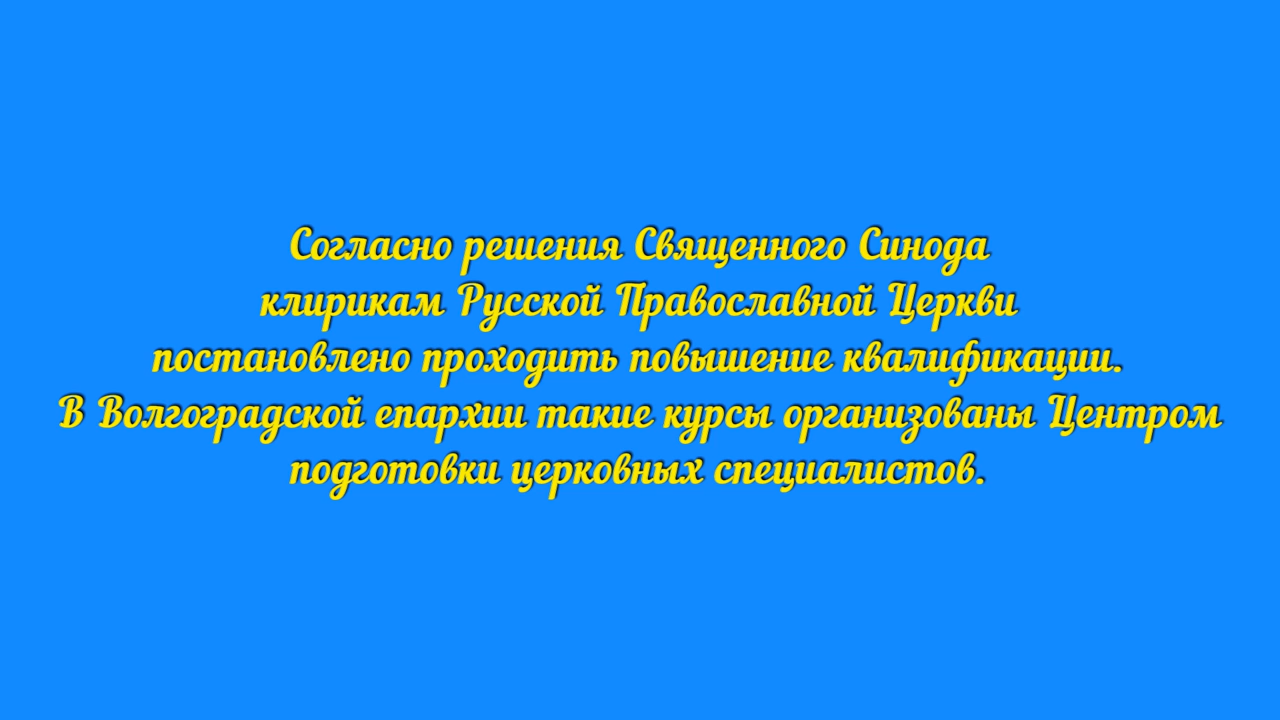 Согласно решения Священного Синода
клирикам Русской Православной Церкви
постановлено проходить повышение квалификации.
В Волгоградской епархии такие курсы организованы Центром
подготовки церковных специалистов.